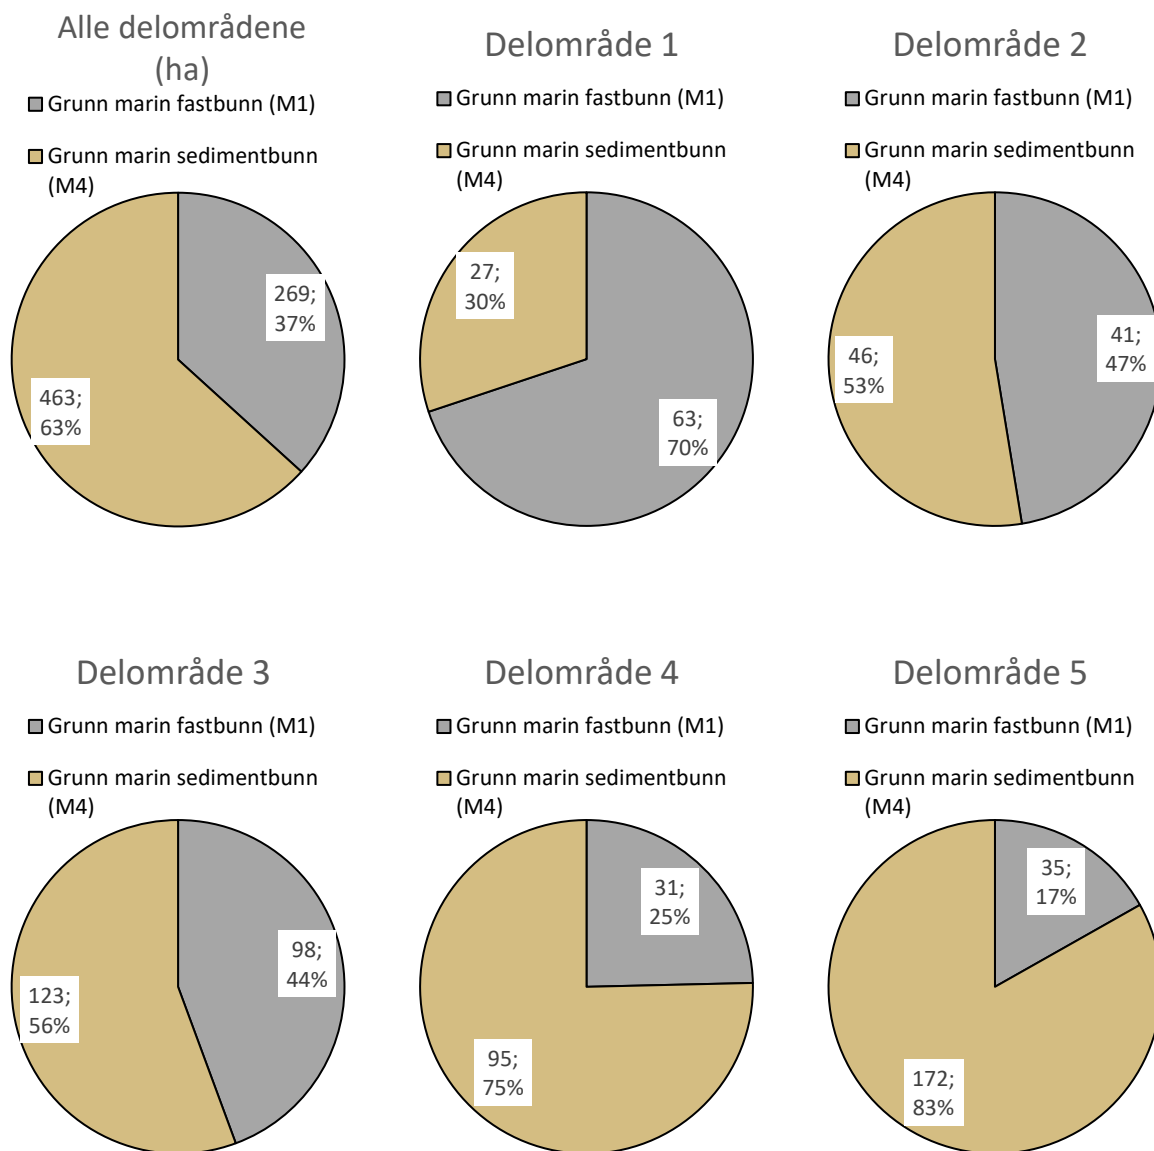 Alle delområdene
(ha)
Grunn marin fastbunn (M1)
Grunn marin sedimentbunn
(M4)
269;
37%
463;
63%
Delområde 1
Grunn marin fastbunn (M1)
Grunn marin sedimentbunn
(M4)
27;
30%
63;
70%
Delområde 2
Grunn marin fastbunn (M1)
Grunn marin sedimentbunn
(M4)
41;
47%
46;
53%
Delområde 3
Grunn marin fastbunn (M1)
Grunn marin sedimentbunn
(M4)
98;
44%
123;
56%
Delområde 4
Grunn marin fastbunn (M1)
Grunn marin sedimentbunn
(M4)
31;
25%
95;
75%
Delområde 5
Grunn marin fastbunn (M1)
Grunn marin sedimentbunn
(M4)
35;
17%
172;
83%